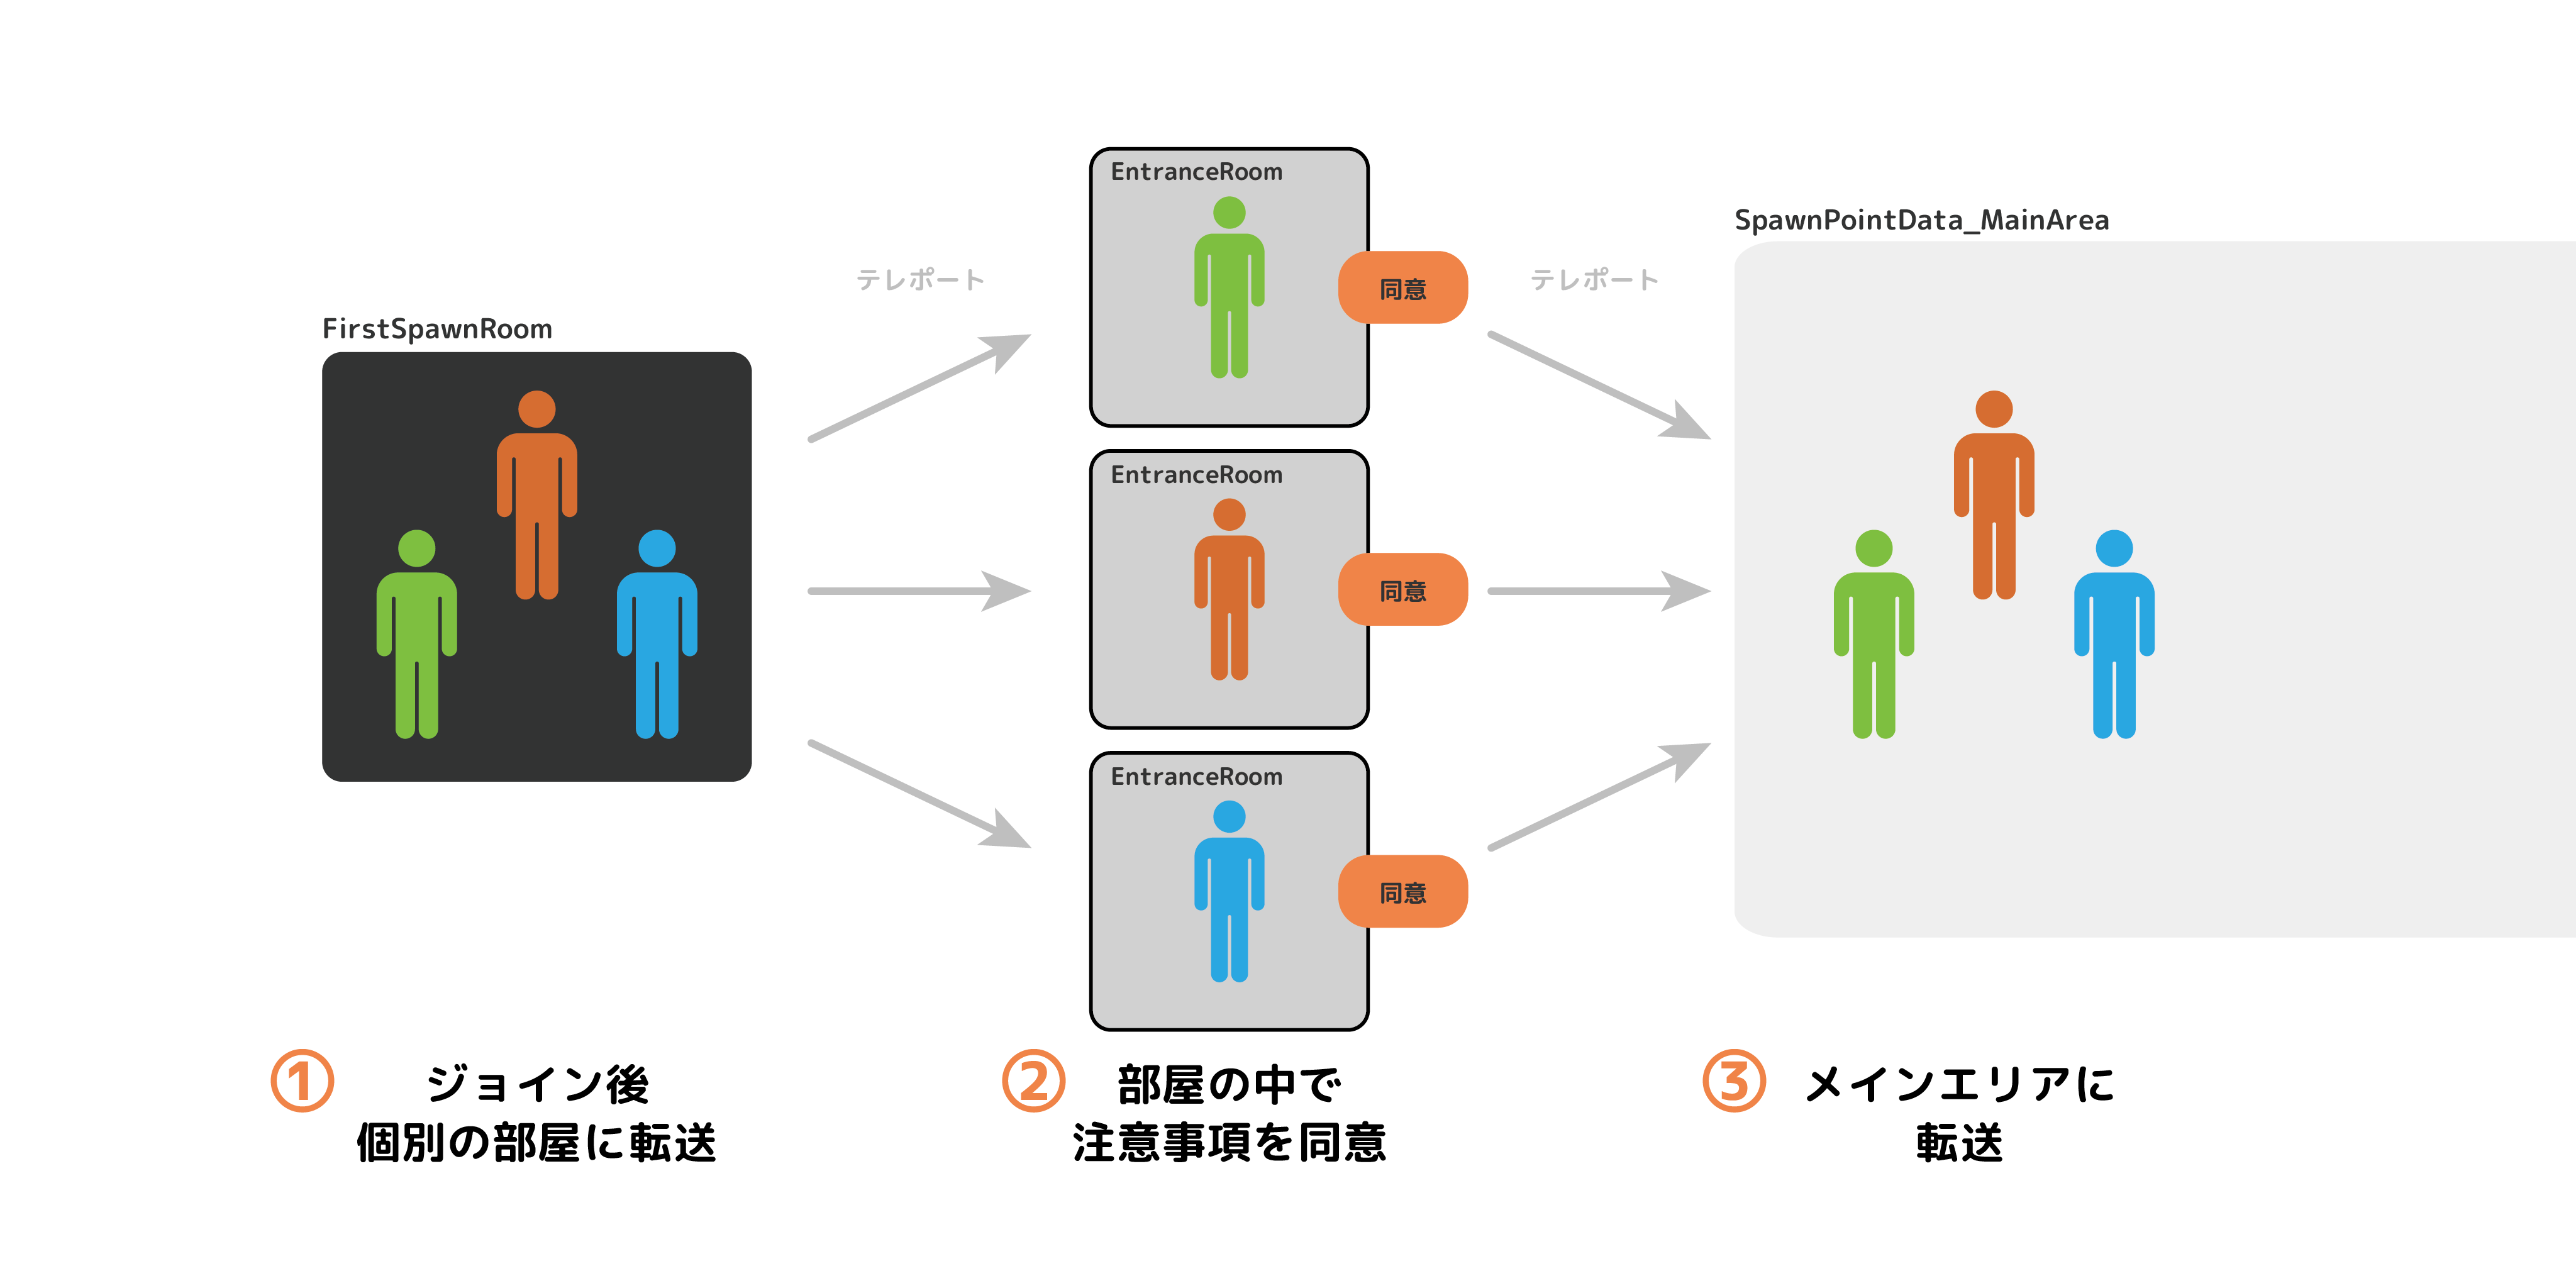 FirstSpawnRoom
テレポート
EntranceRoom
同意
EntranceRoom
同意
EntranceRoom
同意
テレポート
SpawnPointData_MainArea
① ジョイン後
個別の部屋に転送
② 部屋の中で
注意事項を同意
③ メインエリアに
転送